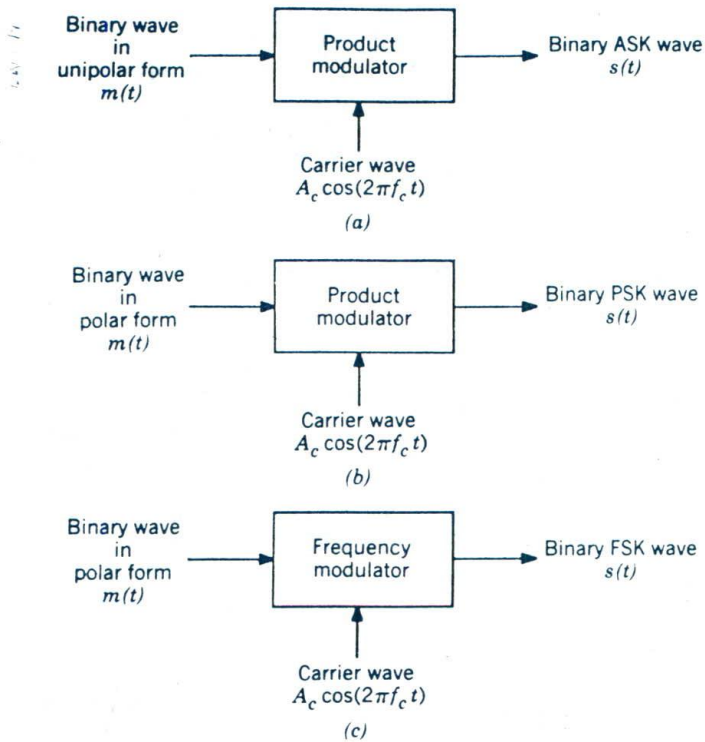 Binary wave
in
unipolar form
m(t)
Product
modulator
Binary ASK wave
s(t)
Carrier wave
A_c cos(2πf_c t)
(a)
Binary wave
in
polar form
m(t)
Product
modulator
Binary PSK wave
s(t)
Carrier wave
A_c cos(2πf_c t)
(b)
Binary wave
in
polar form
m(t)
Frequency
modulator
Binary FSK wave
s(t)
Carrier wave
A_c cos(2πf_c t)
(c)